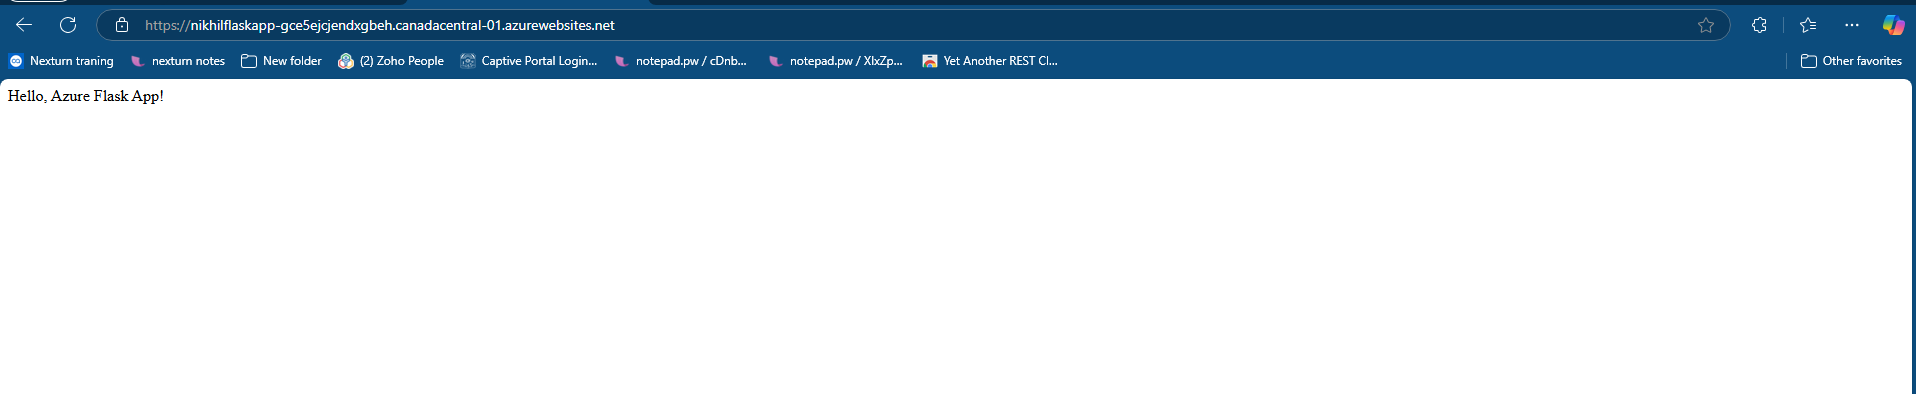 https://nikhilflaskapp-gce5ejcjendxgbeh.canadacentral-01.azurewebsites.net
Nexturn traning nexturn notes New folder (2) Zoho People Captive Portal Login... notepad.pw / cDnb... notepad.pw / XlxZp... Yet Another REST Cl... Other favorites
Hello, Azure Flask App!